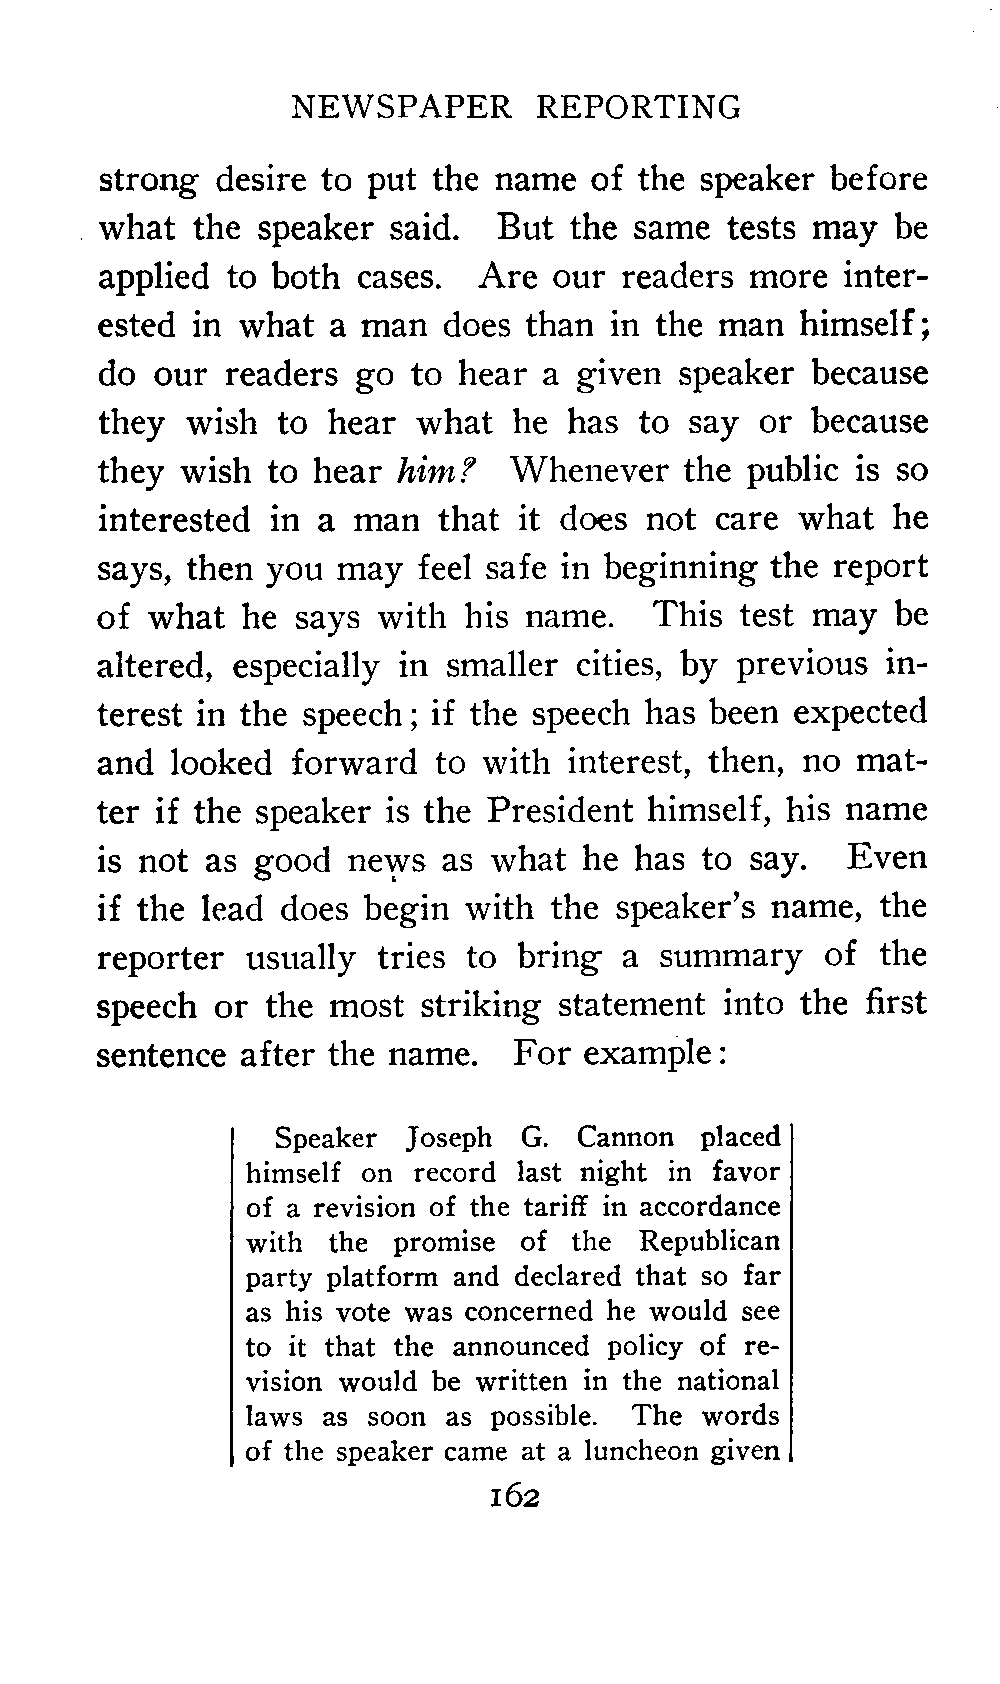 NEWSPAPER REPORTING
strong desire to put the name of the speaker before
what the speaker said. But the same tests may be
applied to both cases. Are our readers more inter-
ested in what a man does than in the man himself;
do our readers go to hear a given speaker because
they wish to hear what he has to say or because
they wish to hear him? Whenever the public is so
interested in a man that it does not care what he
says, then you may feel safe in beginning the report
of what he says with his name. This test may be
altered, especially in smaller cities, by previous in-
terest in the speech; if the speech has been expected
and looked forward to with interest, then, no mat-
ter if the speaker is the President himself, his name
is not as good news as what he has to say. Even
if the lead does begin with the speaker's name, the
reporter usually tries to bring a summary of the
speech or the most striking statement into the first
sentence after the name. For example:
Speaker Joseph G. Cannon placed
himself on record last night in favor
of a revision of the tariff in accordance
with the promise of the Republican
party platform and declared that so far
as his vote was concerned he would see
to it that the announced policy of re-
vision would be written in the national
laws as soon as possible. The words
of the speaker came at a luncheon given
162